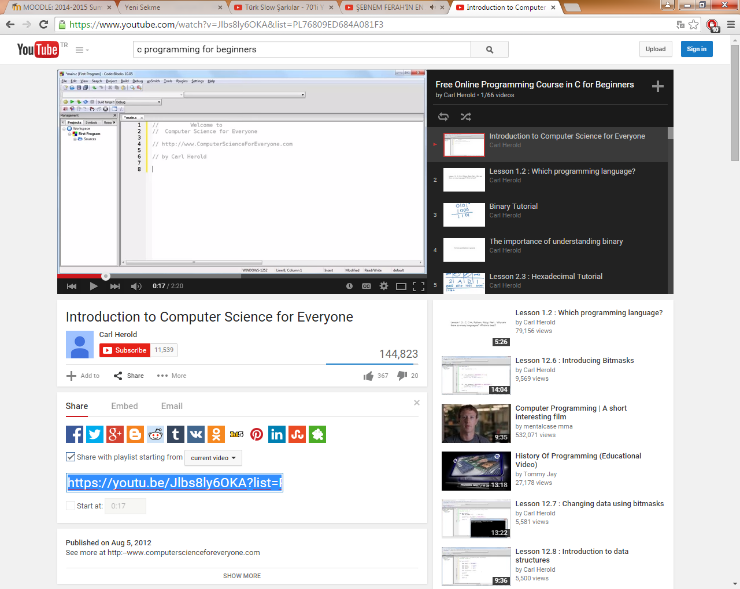 MOODLE: 2014-2015 Sum
Yeni Sekme
Türk Slow Şarkılar - 70'li
ŞEBNEM FERAH'IN EN
Introduction to Computer
https://www.youtube.com/watch?v=Jlbs8ly6OKA&list=PL76809ED684A081F3
YouTube TR
c programming for beginners
Upload
Sign in
// Welcome to
// Computer Science for Everyone
// http://www.ComputerScienceForEveryone.com
// by Carl Herold
0:17 / 2:20
Free Online Programming Course in C for Beginners
by Carl Herold • 1/66 videos
Introduction to Computer Science for Everyone
Carl Herold
2
Lesson 1.2 : Which programming language?
Carl Herold
3
Binary Tutorial
Carl Herold
4
The importance of understanding binary
Carl Herold
5
Lesson 2.3 : Hexadecimal Tutorial
Carl Herold
Introduction to Computer Science for Everyone
Carl Herold
Subscribe
11,539
144,823
Add to
Share
More
367
20
Share
Embed
Email
Share with playlist starting from
current video
https://youtu.be/Jlbs8ly6OKA?list=P
Start at:
0:17
Published on Aug 5, 2012
See more at http:--www.computerscienceforeveryone.com
SHOW MORE
Lesson 1.2 : Which programming language?
by Carl Herold
79,156 views
5:26
Lesson 12.6 : Introducing Bitmasks
by Carl Herold
9,569 views
14:04
Computer Programming | A short
interesting film
by mentalcase mma
532,071 views
9:35
History Of Programming (Educational
Video)
by Tommy Jay
27,178 views
13:18
Lesson 12.7 : Changing data using bitmasks
by Carl Herold
5,581 views
13:22
Lesson 12.8 : Introduction to data
structures
by Carl Herold
5,500 views
9:36